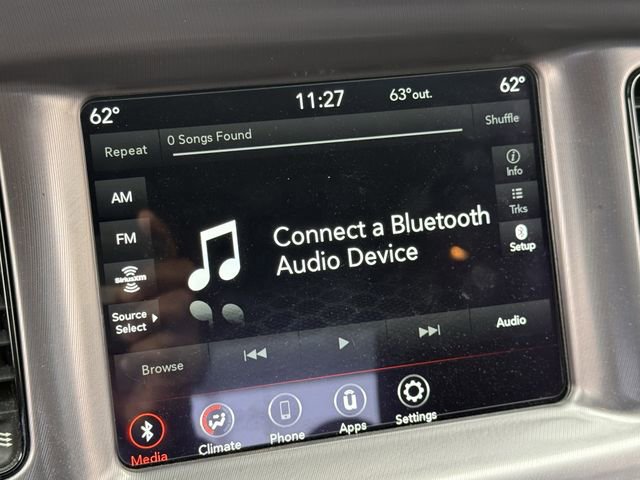 62° 11:27 63°out. 62°
Repeat 0 Songs Found Shuffle
AM
FM
SiriusXM
Source
Select
Connect a Bluetooth
Audio Device
Info
Trks
Setup
Browse Audio
Media Climate Phone Apps Settings